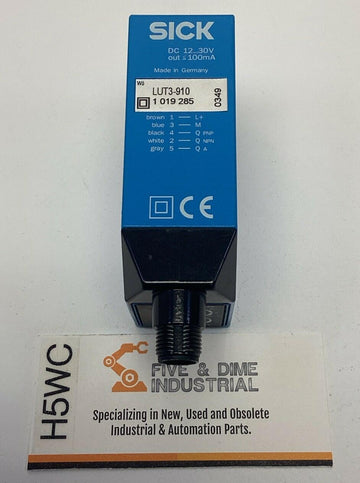 SICK
DC 12...30V
out ≤100mA
Made in Germany
W8
LUT3-910
1 019 285
0349
brown 1 — L+
blue 3 — M
black 4 — Q PNP
white 2 — Q NPN
gray 5 — Q A
CE
H5WC
FIVE & DIME
INDUSTRIAL
Specializing in New, Used and Obsolete
Industrial & Automation Parts.